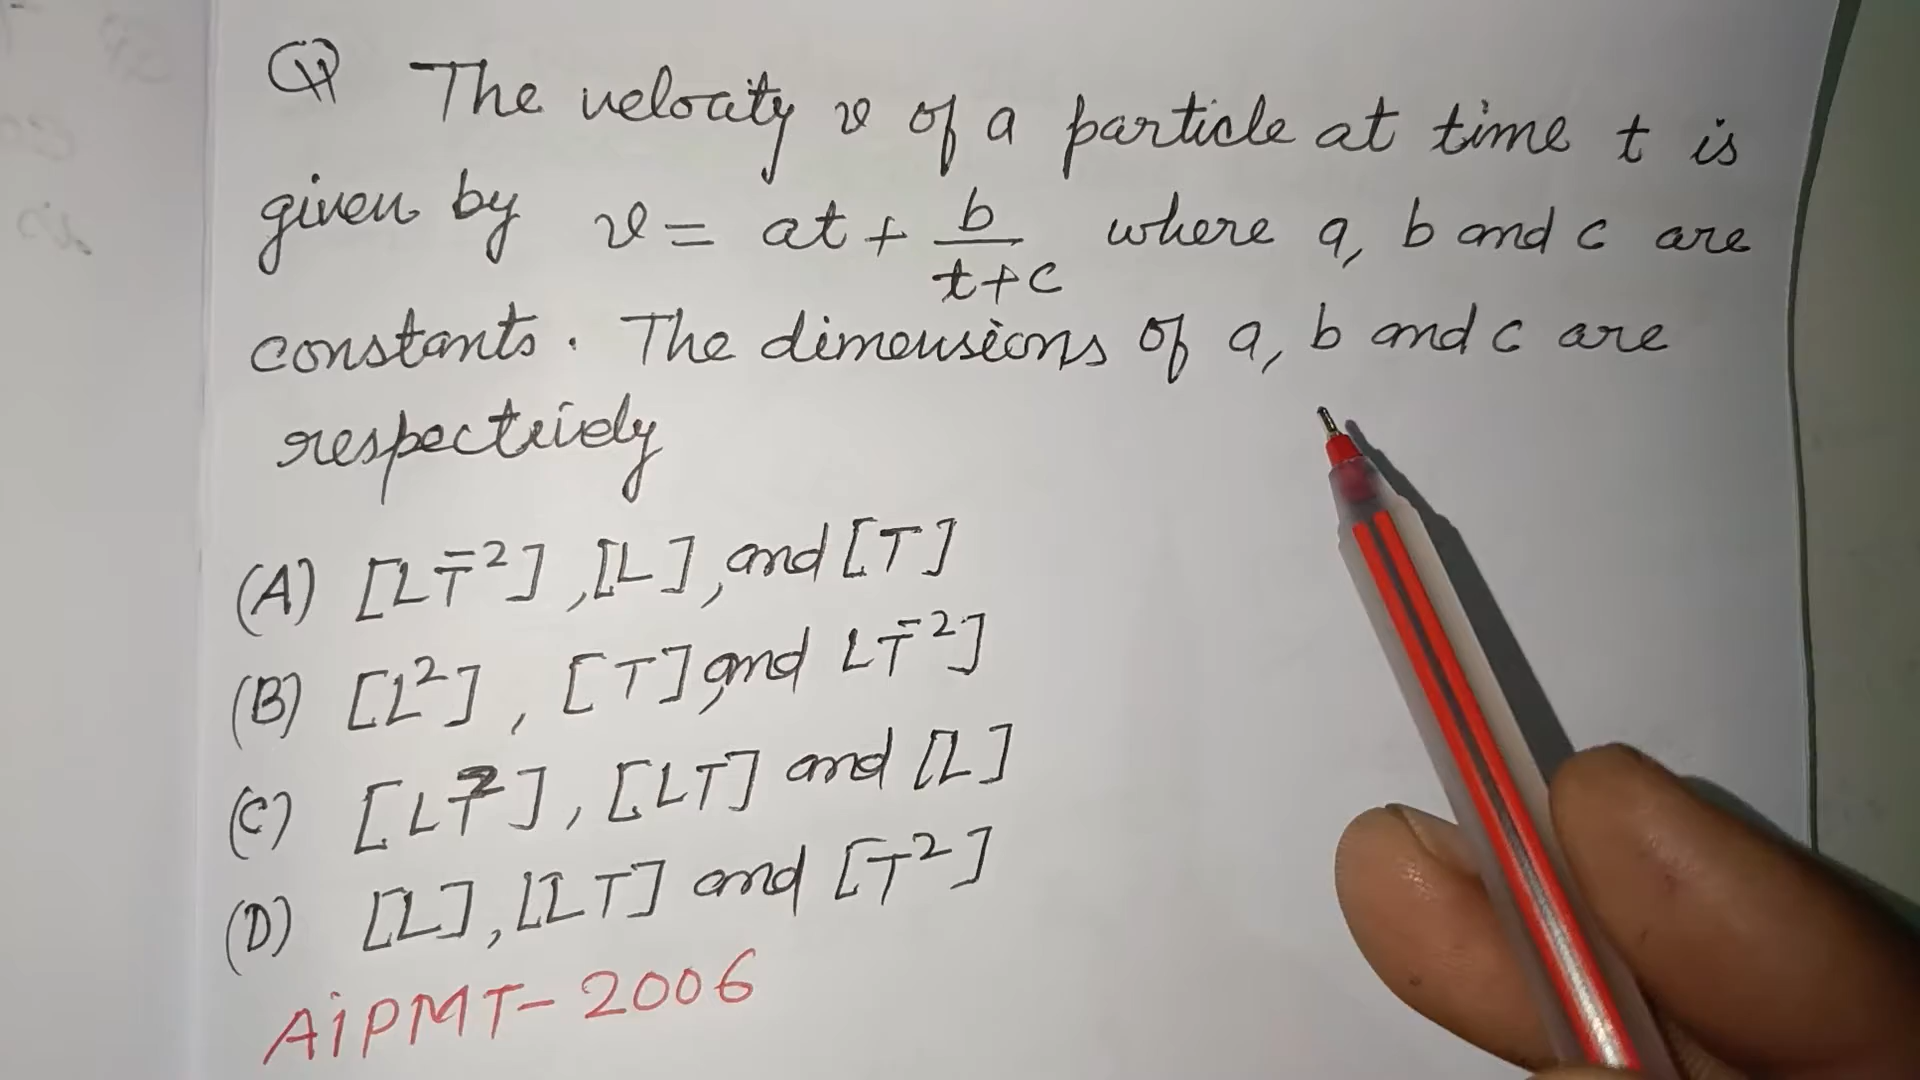 Q The velocity v of a particle at time t is
given by v = at + b/(t+c) where a, b and c are
constants. The dimensions of a, b and c are
respectively
(A) [LT⁻²], [L], and [T]
(B) [L²], [T] and LT⁻²]
(C) [LT²], [LT] and [L]
(D) [L], [LT] and [T²]
AiPMT-2006